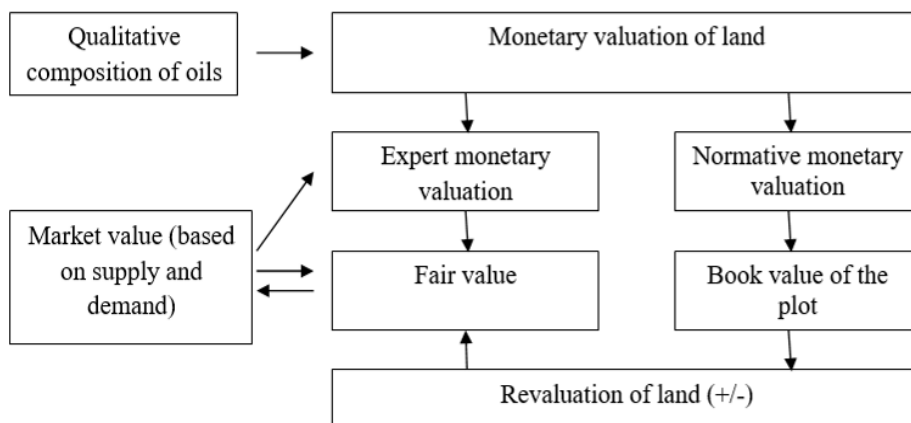 Qualitative
composition of oils
Monetary valuation of land
Expert monetary
valuation
Normative monetary
valuation
Market value (based
on supply and
demand)
Fair value
Book value of the
plot
Revaluation of land (+/-)